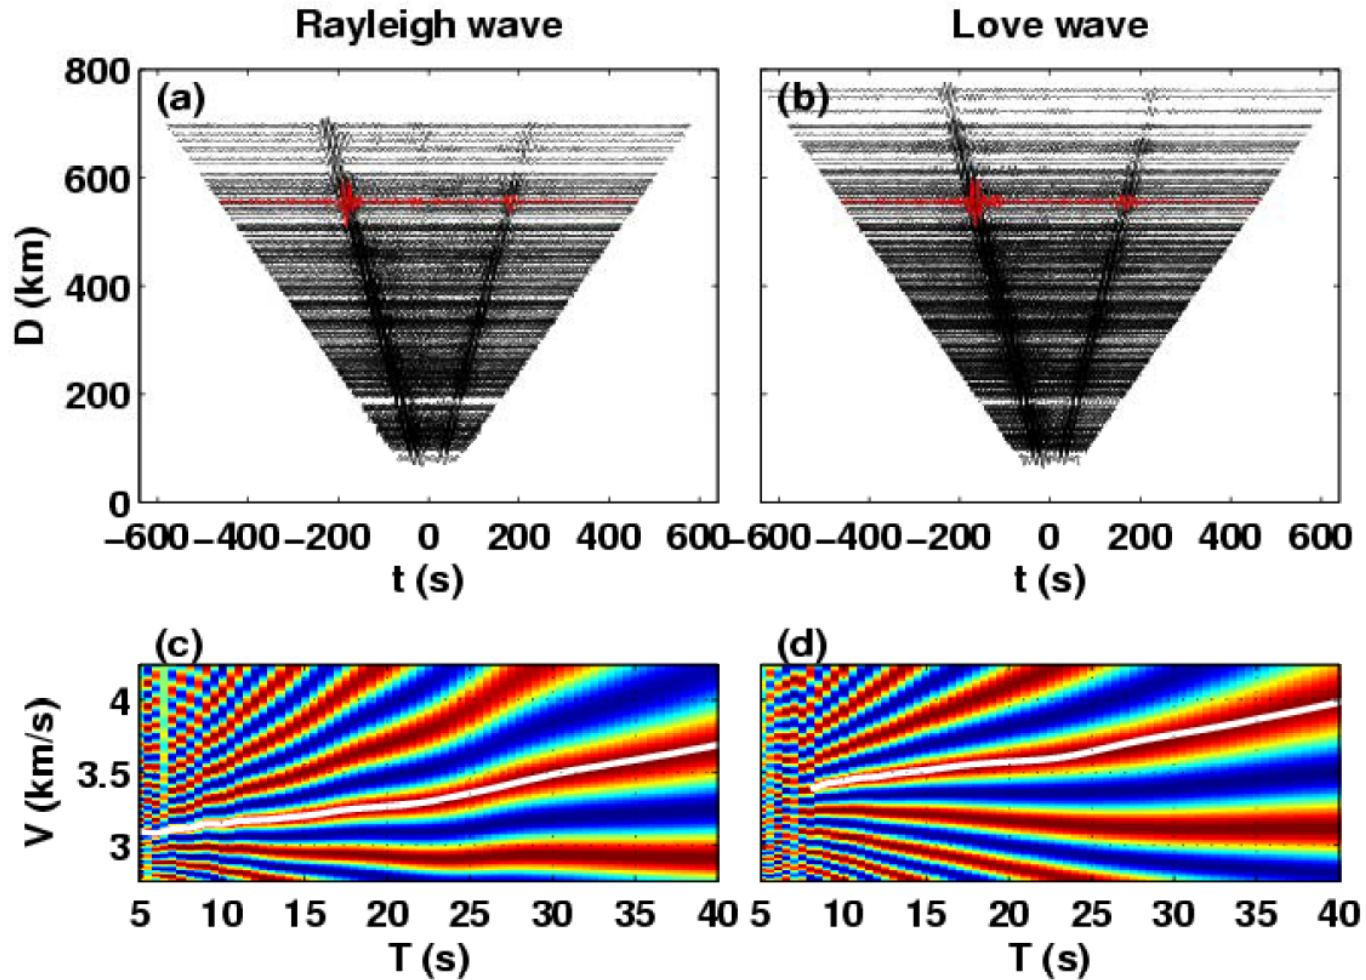 Rayleigh wave Love wave
800
(a) (b)
600
D (km)
400
200
0
−600 −400 −200 0 200 400 600 −600 −400 −200 0 200 400 600
t (s) t (s)
(c) (d)
4
V (km/s)
3.5
3
5 10 15 20 25 30 35 40 5 10 15 20 25 30 35 40
T (s) T (s)